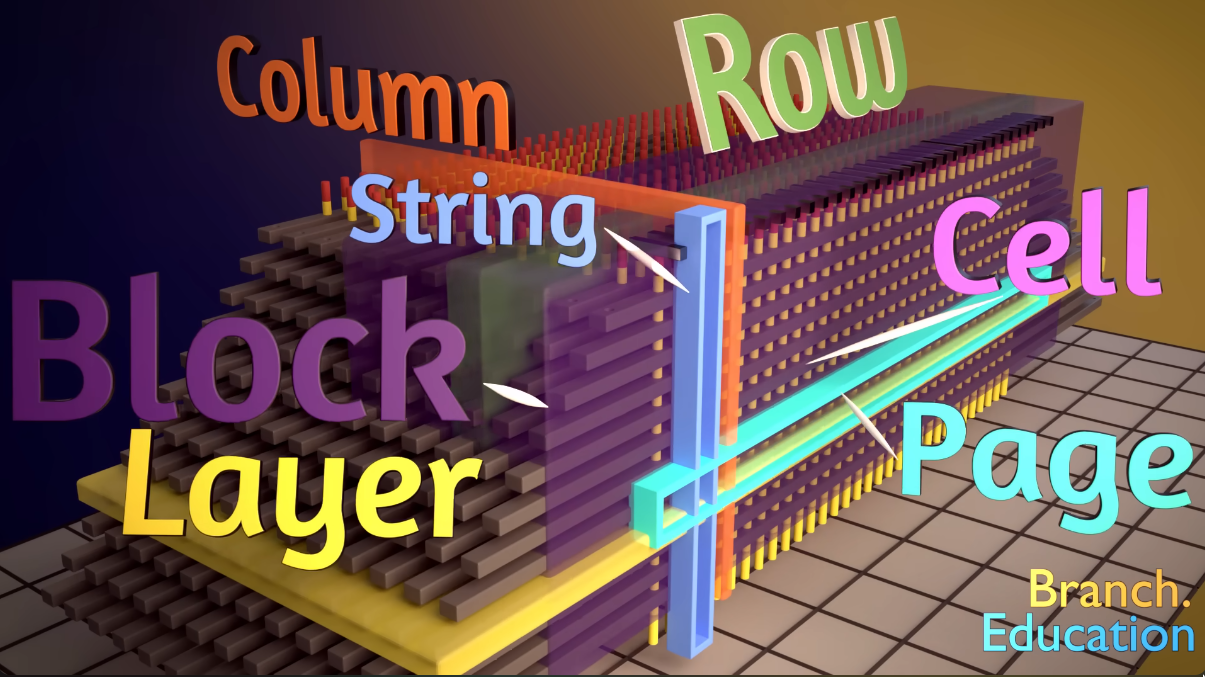 Column
Row
String
Cell
Block
Layer
Page
Branch.
Education